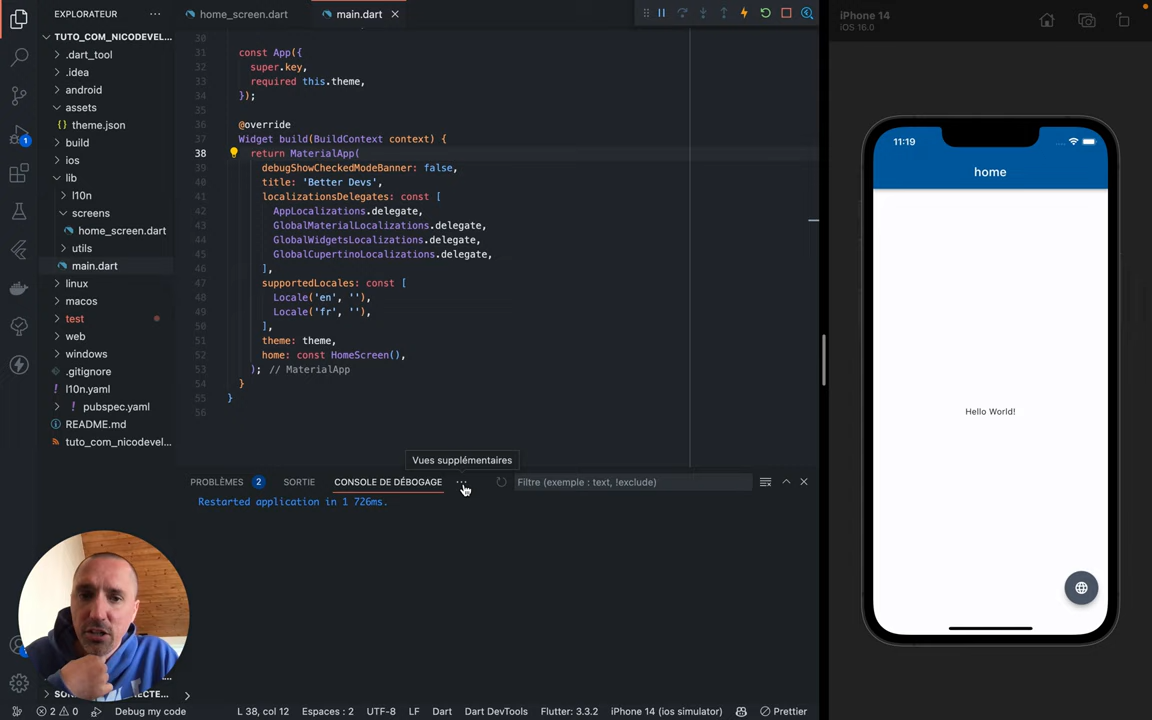 EXPLORATEUR
TUTO_COM_NICODEVEL...
.dart_tool
.idea
android
assets
theme.json
build
ios
lib
l10n
screens
home_screen.dart
utils
main.dart
linux
macos
test
web
windows
.gitignore
l10n.yaml
pubspec.yaml
README.md
tuto_com_nicodevel...
home_screen.dart
main.dart
30
31 const App({
32 super.key,
33 required this.theme,
34 });
35
36 @override
37 Widget build(BuildContext context) {
38 return MaterialApp(
39 debugShowCheckedModeBanner: false,
40 title: 'Better Devs',
41 localizationsDelegates: const [
42 AppLocalizations.delegate,
43 GlobalMaterialLocalizations.delegate,
44 GlobalWidgetsLocalizations.delegate,
45 GlobalCupertinoLocalizations.delegate,
46 ],
47 supportedLocales: const [
48 Locale('en', ''),
49 Locale('fr', ''),
50 ],
51 theme: theme,
52 home: const HomeScreen(),
53 ); // MaterialApp
54 }
55 }
56
Vues supplémentaires
PROBLÈMES 2 SORTIE CONSOLE DE DÉBOGAGE ... Filtre (exemple : text, !exclude)
Restarted application in 1 726ms.
iPhone 14
iOS 16.0
11:19
home
Hello World!
1
2 0 Debug my code L 38, col 12 Espaces : 2 UTF-8 LF Dart Dart DevTools Flutter: 3.3.2 iPhone 14 (ios simulator) Prettier